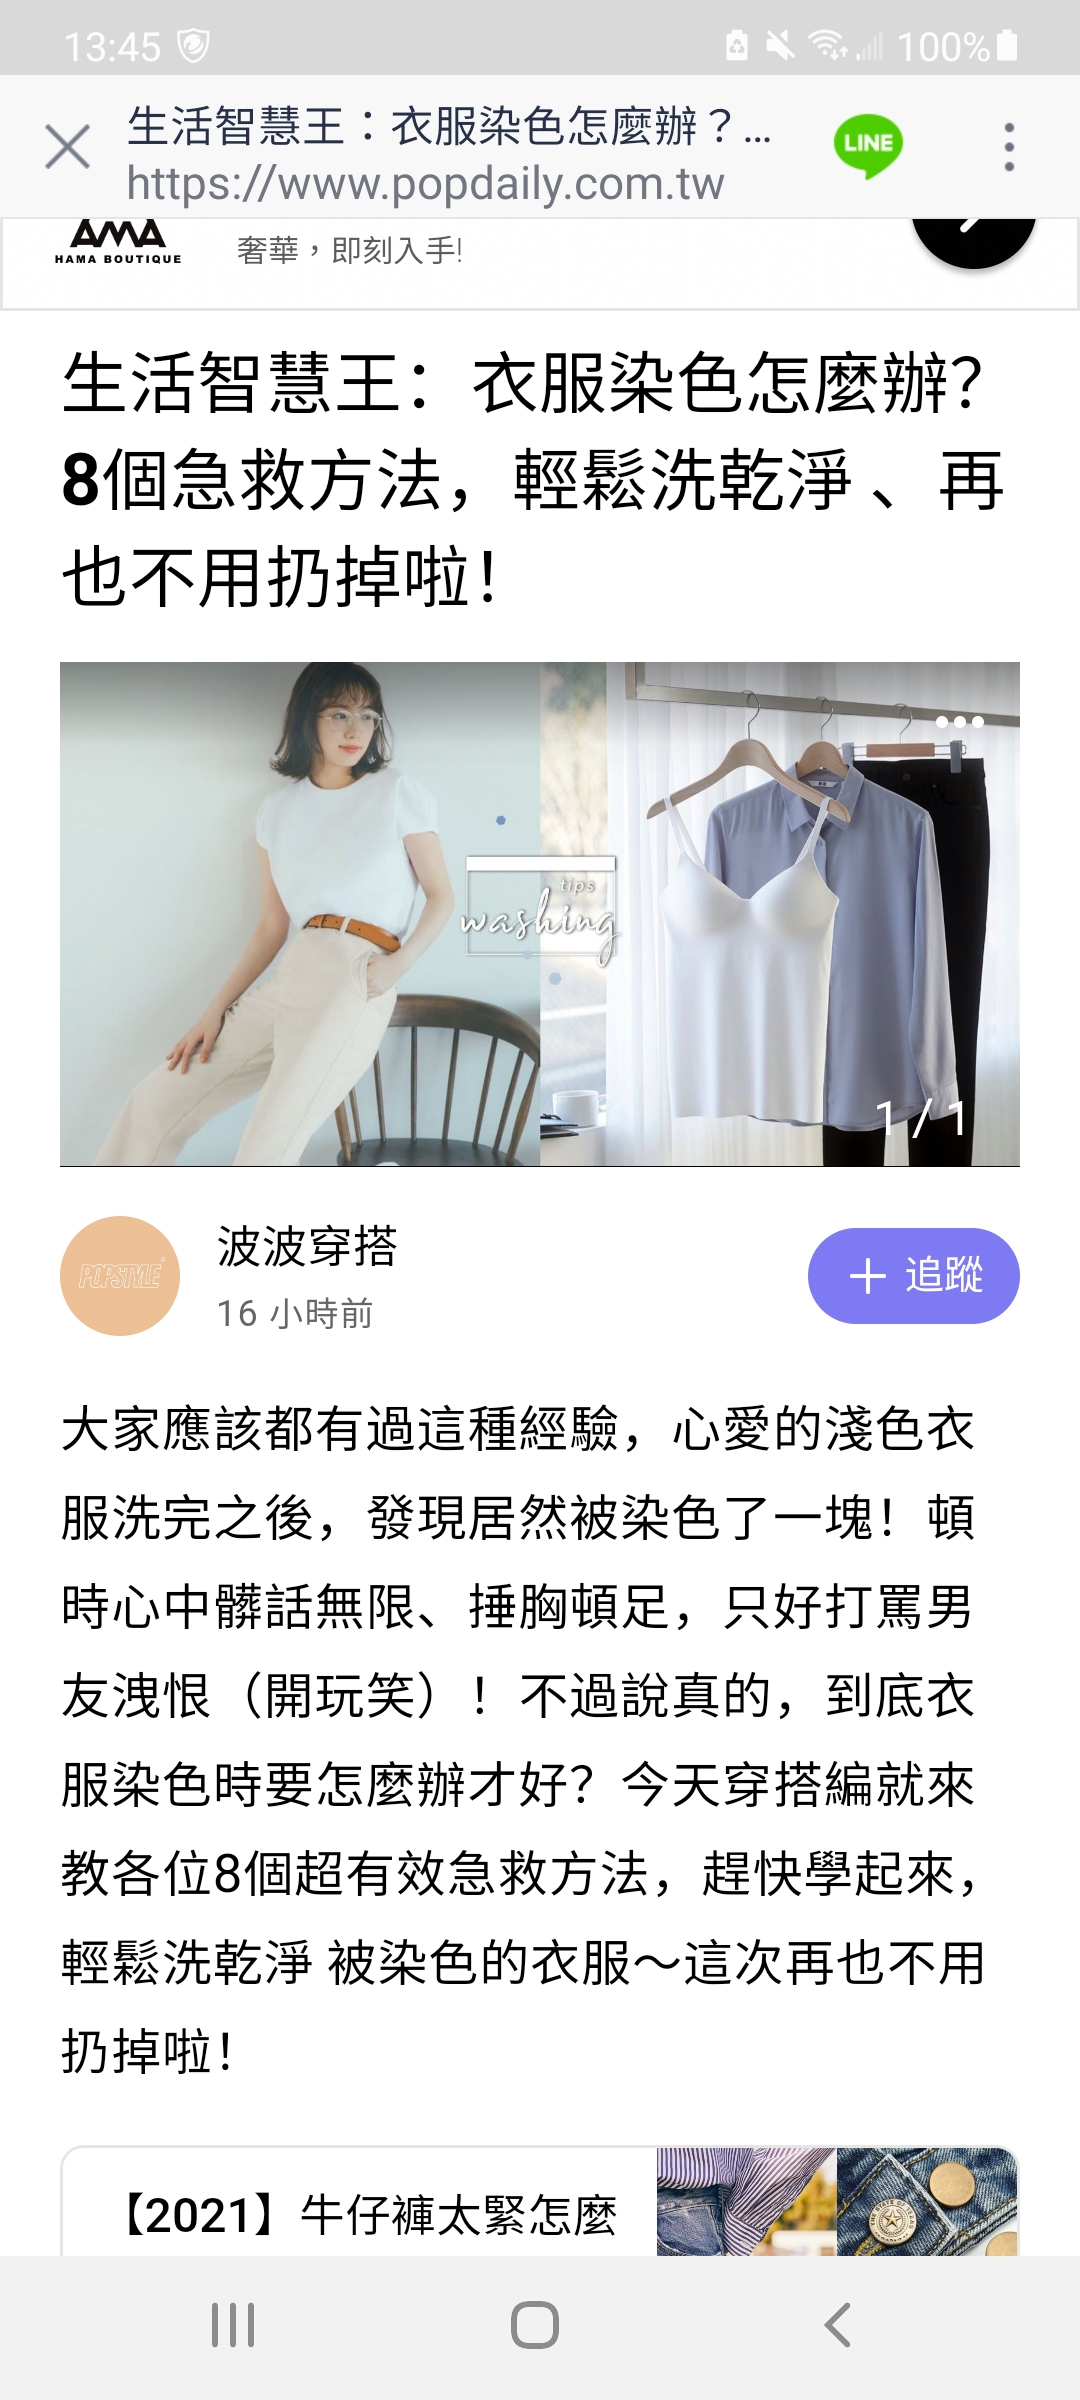 13:45
100%
生活智慧王：衣服染色怎麼辦？...
https://www.popdaily.com.tw
LINE
AMA
HAMA BOUTIQUE
奢華，即刻入手!
生活智慧王：衣服染色怎麼辦？
8個急救方法，輕鬆洗乾淨 、再
也不用扔掉啦！
tips
washing
1 / 1
POPSTYLE
波波穿搭
16 小時前
+ 追蹤
大家應該都有過這種經驗，心愛的淺色衣
服洗完之後，發現居然被染色了一塊！頓
時心中髒話無限、捶胸頓足，只好打罵男
友洩恨（開玩笑）！不過說真的，到底衣
服染色時要怎麼辦才好？今天穿搭編就來
教各位8個超有效急救方法，趕快學起來，
輕鬆洗乾淨 被染色的衣服～這次再也不用
扔掉啦！
【2021】牛仔褲太緊怎麼